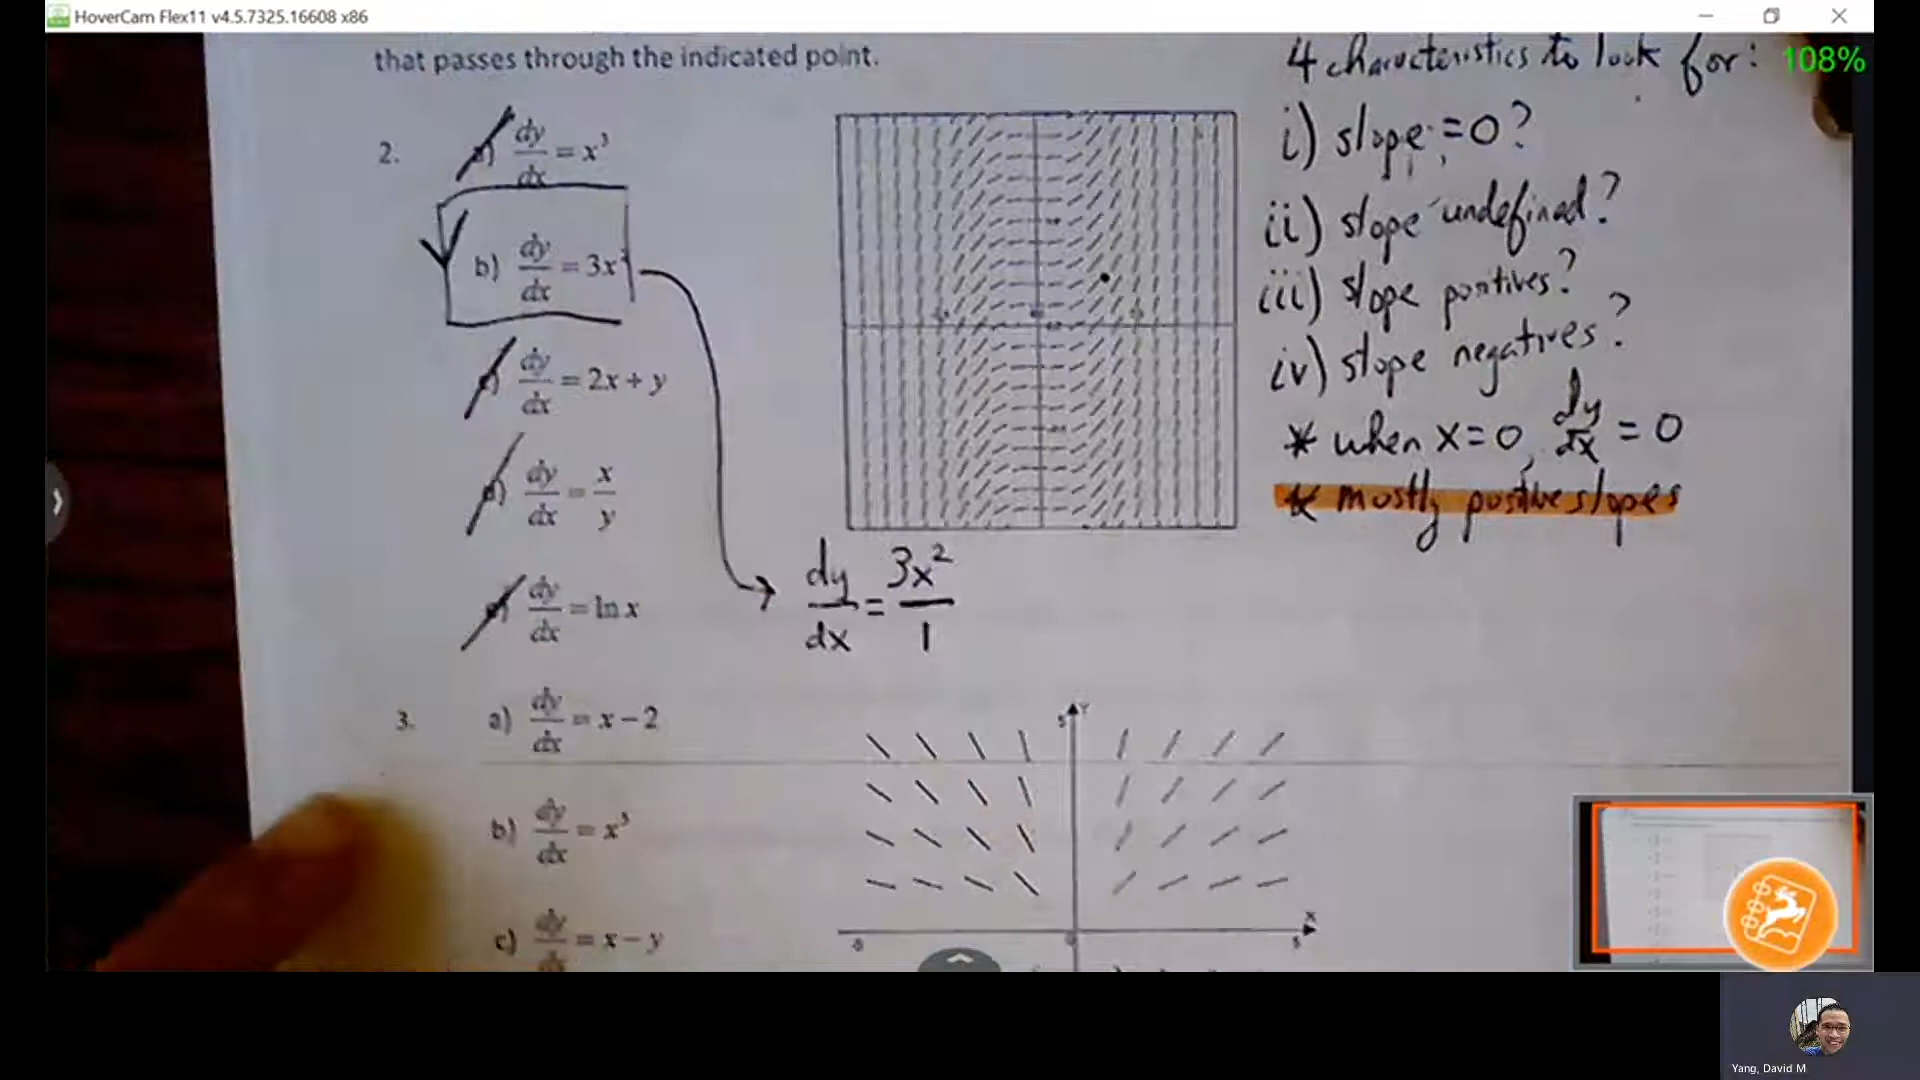 HoverCam Flex11 v4.5.7325.16608 x86
108%
that passes through the indicated point.
2.
a) dy/dx = x³
b) dy/dx = 3x²
c) dy/dx = 2x + y
d) dy/dx = x/y
e) dy/dx = ln x
dy/dx = 3x²/1
4 characteristics to look for:
i) slope = 0?
ii) slope undefined?
iii) slope positives?
iv) slope negatives?
* when x = 0, dy/dx = 0
* mostly positive slopes
3.
a) dy/dx = x − 2
b) dy/dx = x³
c) dy/dx = x − y
5
Y
X
5
Yang, David M